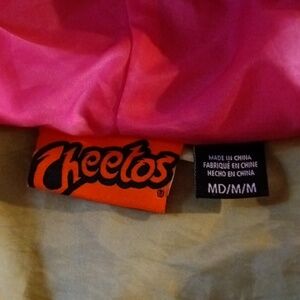 Cheetos
MADE IN CHINA
FABRIQUÉ EN CHINE
HECHO EN CHINA
MD/M/M